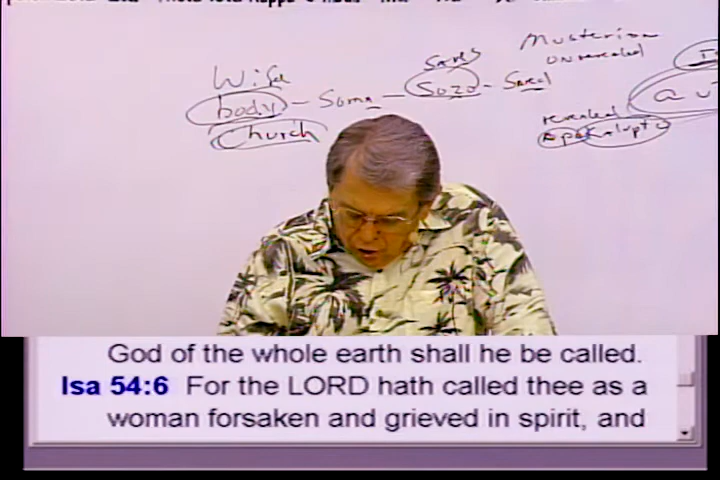 Wife
body - Soma - Sozo - Saved
Church
Saves
Musterion
unrevealed
revealed
Apokalupto
God of the whole earth shall he be called.
Isa 54:6 For the LORD hath called thee as a
woman forsaken and grieved in spirit, and